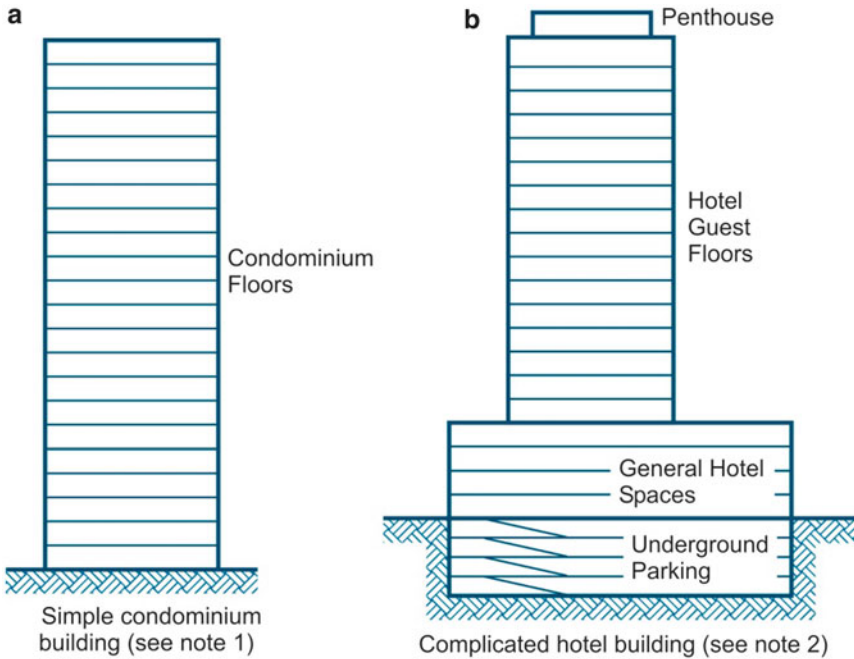 a
Condominium
Floors
Simple condominium
building (see note 1)
b
Penthouse
Hotel
Guest
Floors
General Hotel
Spaces
Underground
Parking
Complicated hotel building (see note 2)